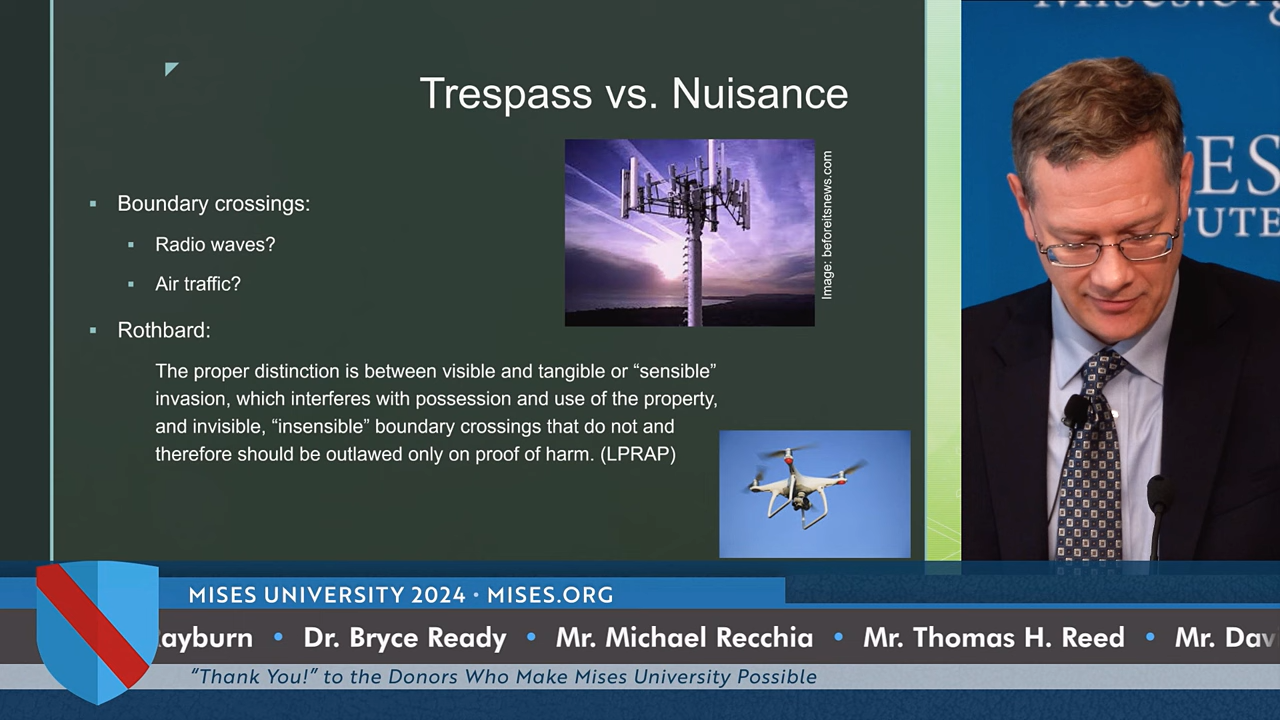 Trespass vs. Nuisance
Boundary crossings:
Radio waves?
Air traffic?
Rothbard:
The proper distinction is between visible and tangible or “sensible”
invasion, which interferes with possession and use of the property,
and invisible, “insensible” boundary crossings that do not and
therefore should be outlawed only on proof of harm. (LPRAP)
Image: beforeitsnews.com
MISES UNIVERSITY 2024 • MISES.ORG
ayburn • Dr. Bryce Ready • Mr. Michael Recchia • Mr. Thomas H. Reed • Mr. Dav
“Thank You!” to the Donors Who Make Mises University Possible